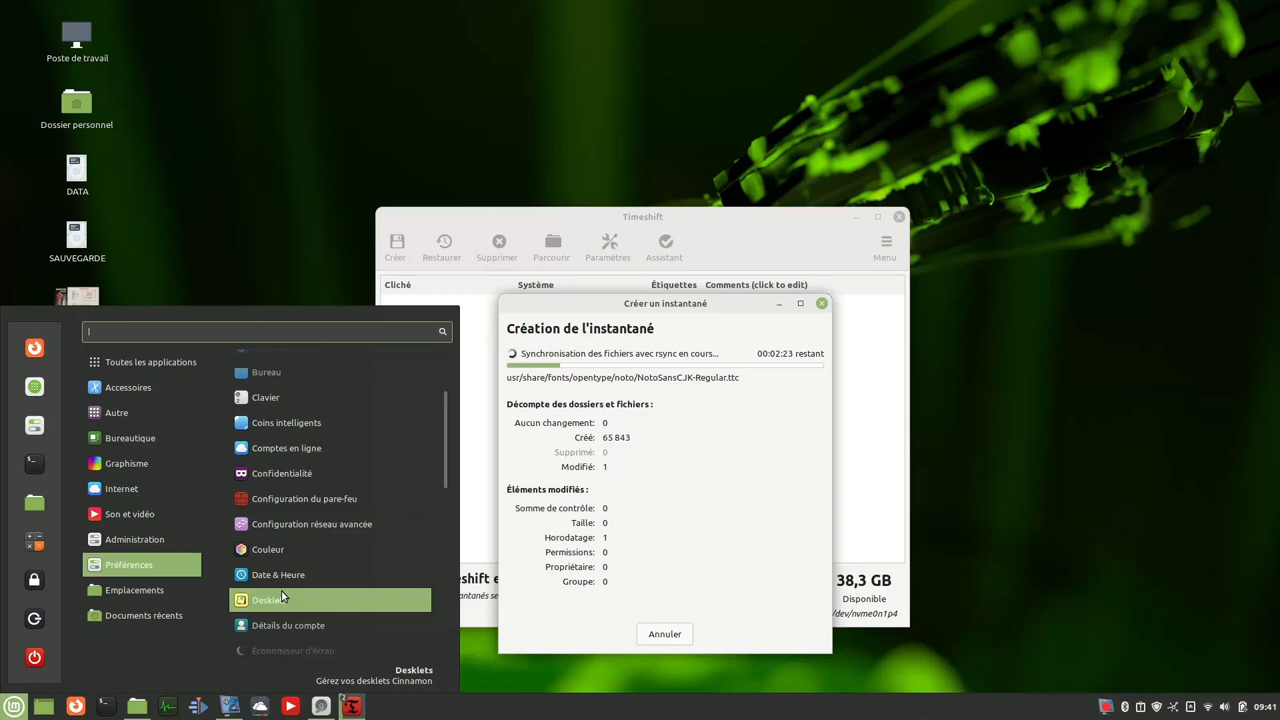 Poste de travail
Dossier personnel
DATA
SAUVEGARDE
Timeshift
Créer
Restaurer
Supprimer
Parcourir
Paramètres
Assistant
Menu
Cliché
Système
Étiquettes
Comments (click to edit)
Créer un instantané
Création de l'instantané
Synchronisation des fichiers avec rsync en cours... 00:02:23 restant
usr/share/fonts/opentype/noto/NotoSansCJK-Regular.ttc
Décompte des dossiers et fichiers :
Aucun changement: 0
Créé: 65 843
Supprimé: 0
Modifié: 1
Éléments modifiés :
Somme de contrôle: 0
Taille: 0
Horodatage: 1
Permissions: 0
Propriétaire: 0
Groupe: 0
Annuler
38,3 GB
Disponible
/dev/nvme0n1p4
Toutes les applications
Accessoires
Autre
Bureautique
Graphisme
Internet
Son et vidéo
Administration
Préférences
Emplacements
Documents récents
Bureau
Clavier
Coins intelligents
Comptes en ligne
Confidentialité
Configuration du pare-feu
Configuration réseau avancée
Couleur
Date & Heure
Desklets
Détails du compte
Économiseur d'écran
Desklets
Gérez vos desklets Cinnamon
09:41